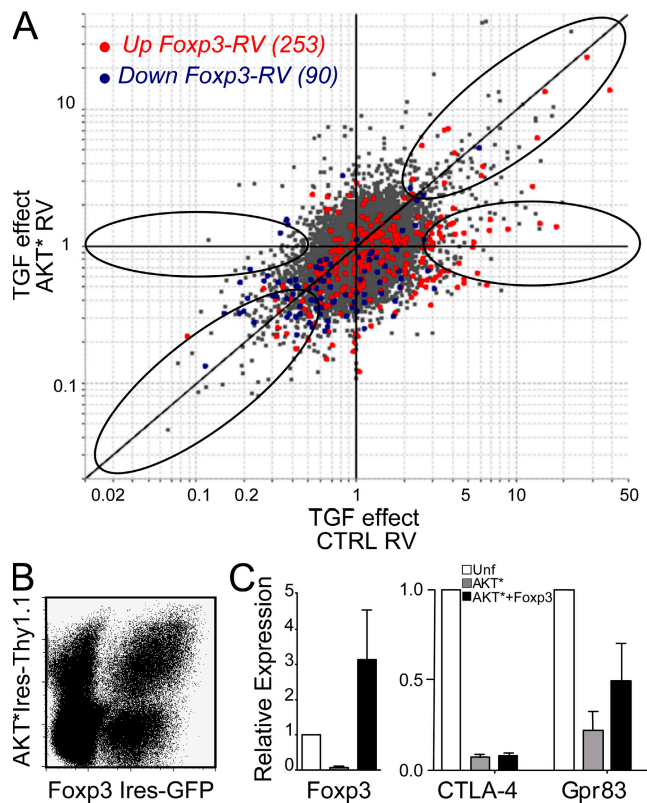 A
Up Foxp3-RV (253)
Down Foxp3-RV (90)
TGF effect
AKT* RV
10
1
0.1
0.02 0.1 0.2 1 5 10 50
TGF effect
CTRL RV
B
AKT*Ires-Thy1.1
Foxp3 Ires-GFP
C
Unf
AKT*
AKT*+Foxp3
Relative Expression
5
4
3
2
1
0
Foxp3
1.0
0.5
0.0
CTLA-4 Gpr83